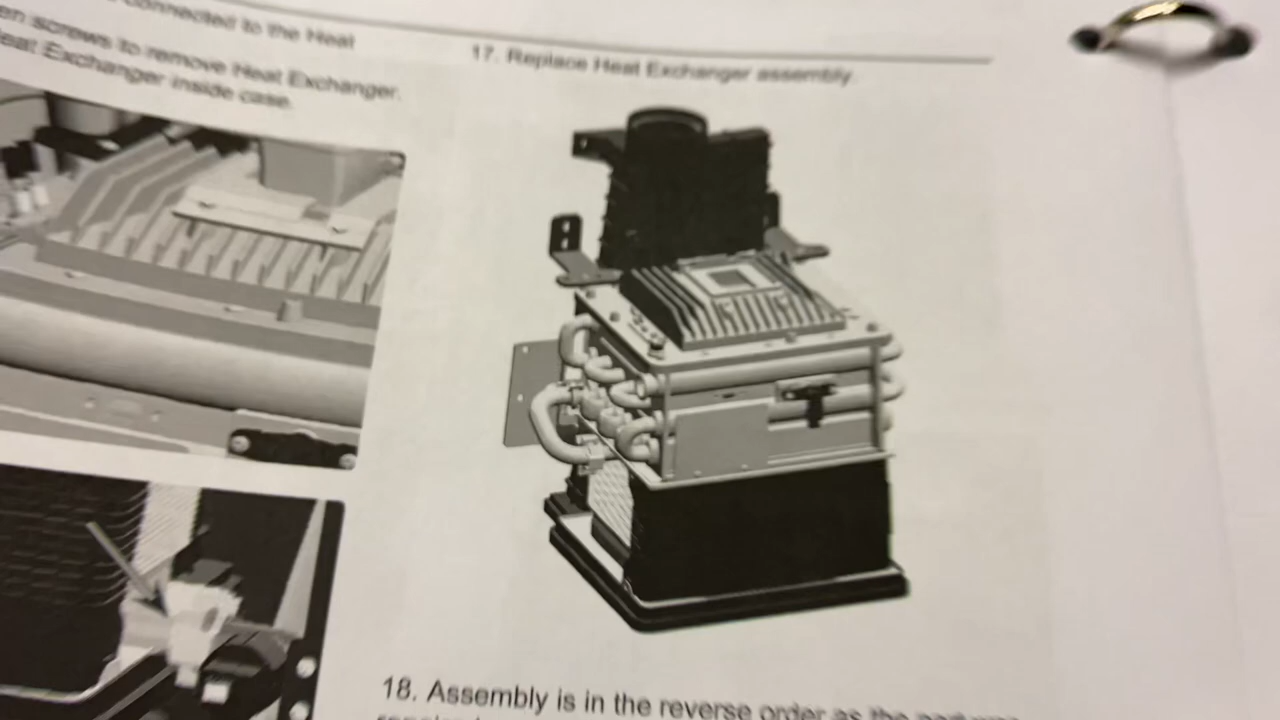 connected to the Heat
screws to remove Heat Exchanger.
Heat Exchanger inside case.
17. Replace Heat Exchanger assembly.
18. Assembly is in the reverse order as the